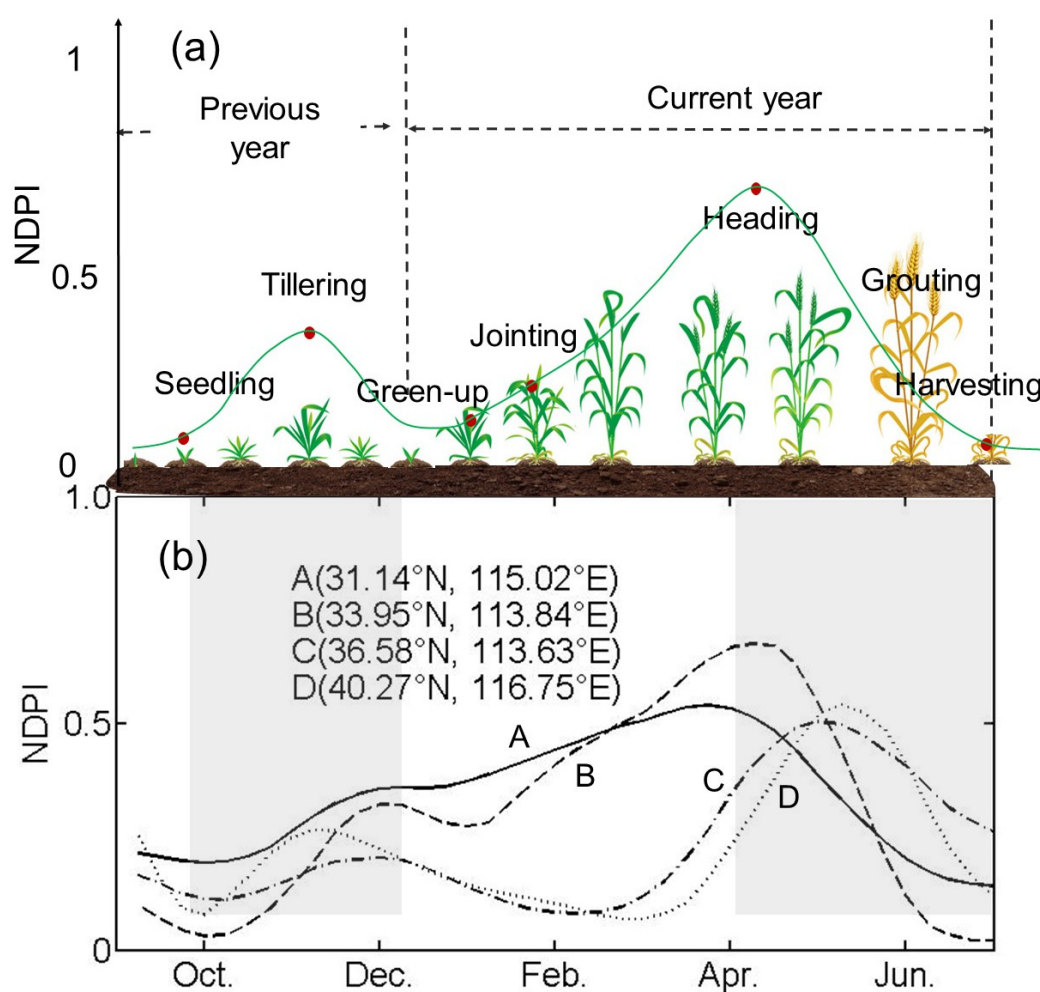 (a)
1
Previous
year
Current year
NDPI
Heading
0.5
Tillering
Grouting
Jointing
Seedling
Green-up
Harvesting
0
1.0
(b)
A(31.14°N, 115.02°E)
B(33.95°N, 113.84°E)
C(36.58°N, 113.63°E)
D(40.27°N, 116.75°E)
NDPI
0.5
A
B
C
D
0
Oct. Dec. Feb. Apr. Jun.